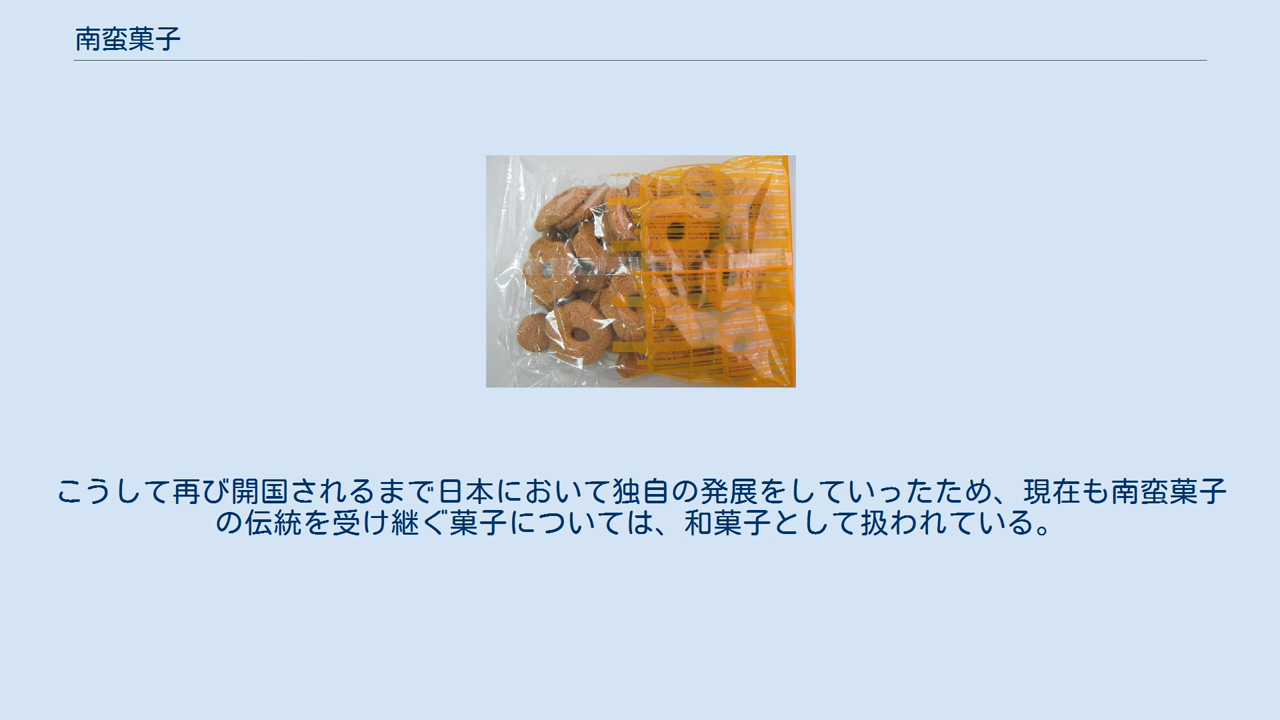 南蛮菓子
こうして再び開国されるまで日本において独自の発展をしていったため、現在も南蛮菓子
の伝統を受け継ぐ菓子については、和菓子として扱われている。